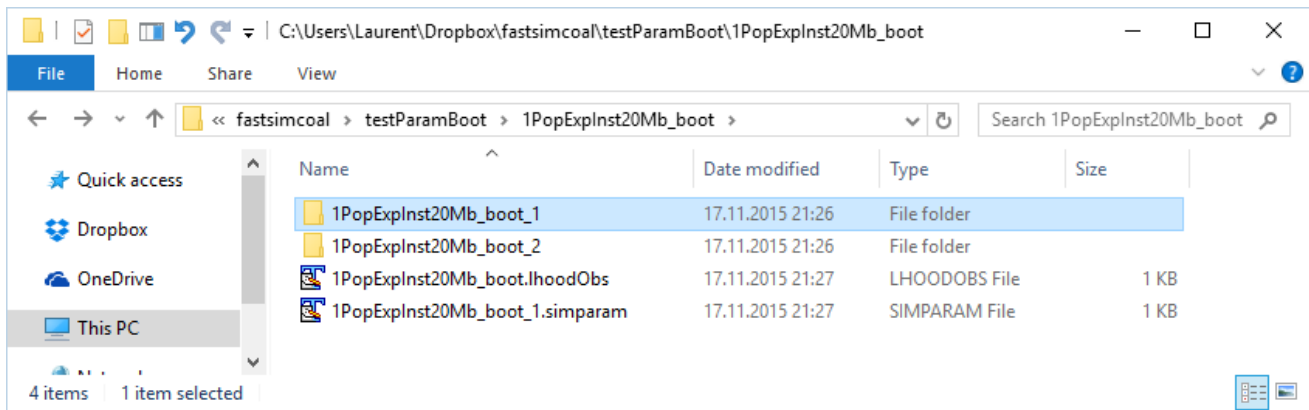 C:\Users\Laurent\Dropbox\fastsimcoal\testParamBoot\1PopExpInst20Mb_boot
File Home Share View
« fastsimcoal › testParamBoot › 1PopExpInst20Mb_boot › Search 1PopExpInst20Mb_boot
Name Date modified Type Size
Quick access
1PopExpInst20Mb_boot_1 17.11.2015 21:26 File folder
Dropbox
1PopExpInst20Mb_boot_2 17.11.2015 21:26 File folder
OneDrive
1PopExpInst20Mb_boot.lhoodObs 17.11.2015 21:27 LHOODOBS File 1 KB
This PC
1PopExpInst20Mb_boot_1.simparam 17.11.2015 21:27 SIMPARAM File 1 KB
4 items 1 item selected